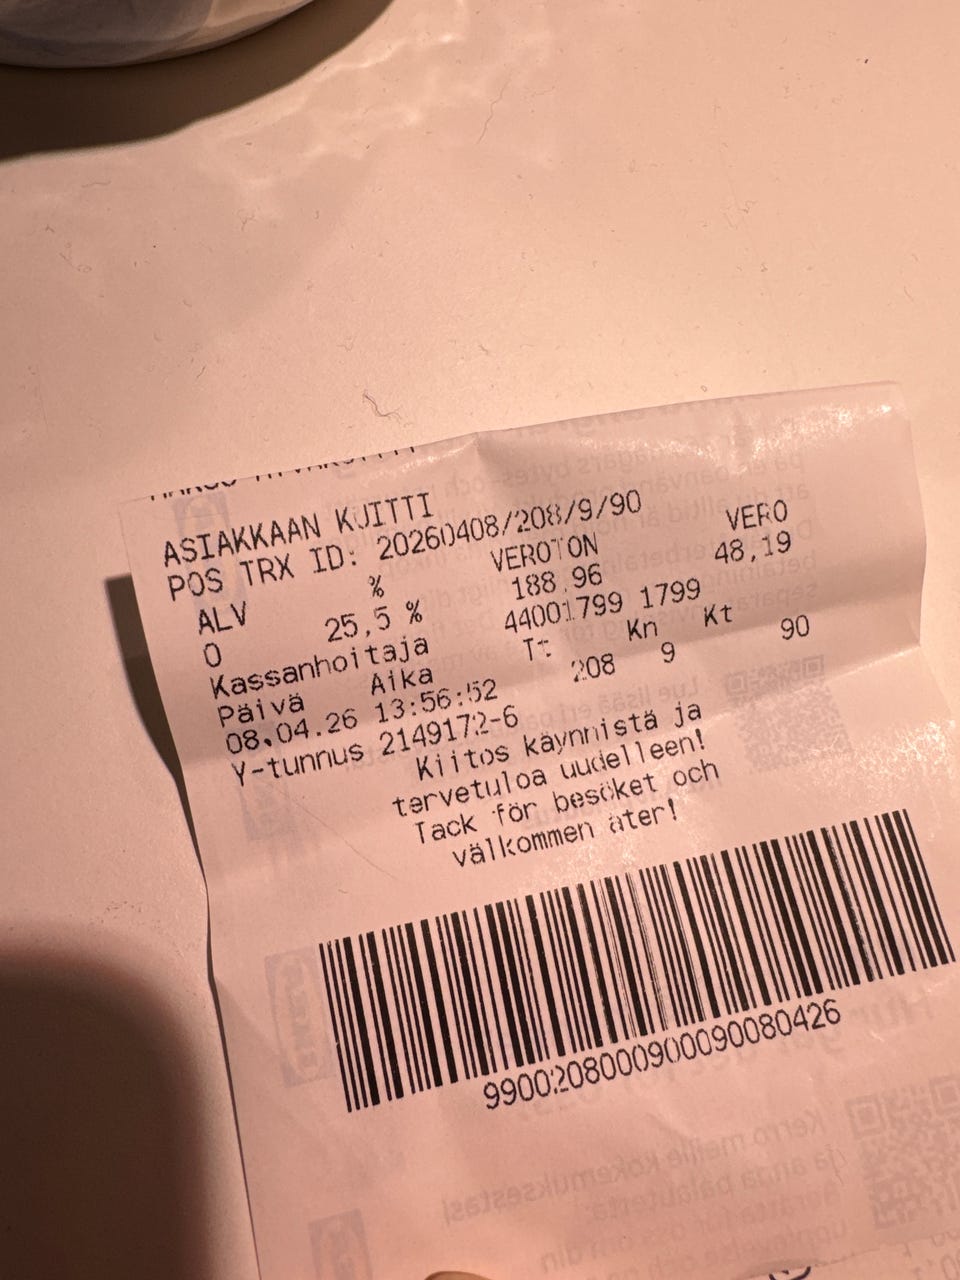 ASIAKKAAN KUITTI
POS TRX ID: 20260408/208/9/90
ALV % VEROTON VERO
0 25,5 % 188,96 48,19
Kassanhoitaja 44001799 1799
Päivä Aika Tt Kn Kt
08.04.26 13:56:52 208 9 90
Y-tunnus 2149172-6
Kiitos käynnistä ja
tervetuloa uudelleen!
Tack för besöket och
välkommen åter!
9900208000900090080426